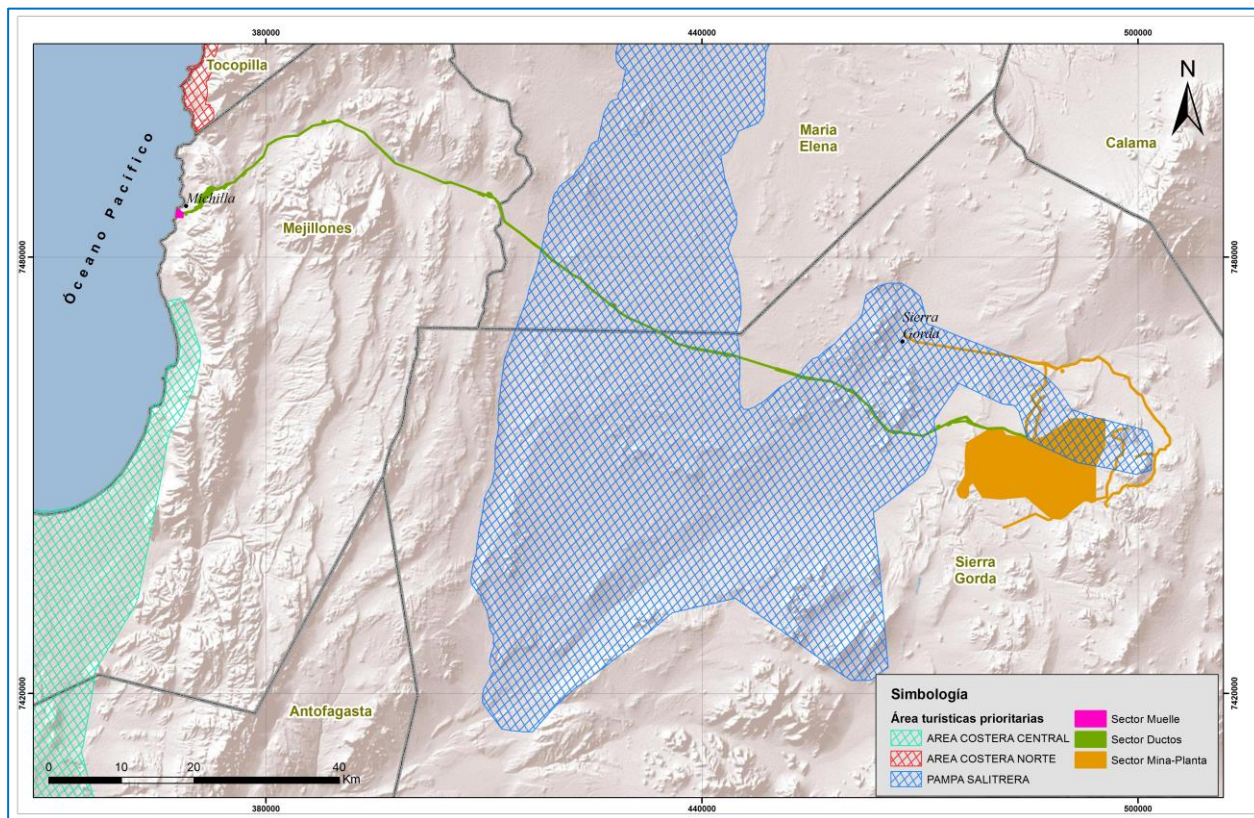 380000
440000
500000
Tocopilla
N
Maria
Elena
Calama
Óceano Pacifico
Michilla
Mejillones
7480000
7480000
Sierra
Gorda
Sierra
Gorda
7420000
7420000
Antofagasta
Simbología
Área turísticas prioritarias
AREA COSTERA CENTRAL
AREA COSTERA NORTE
PAMPA SALITRERA
Sector Muelle
Sector Ductos
Sector Mina-Planta
0 10 20 40
Km
380000
440000
500000